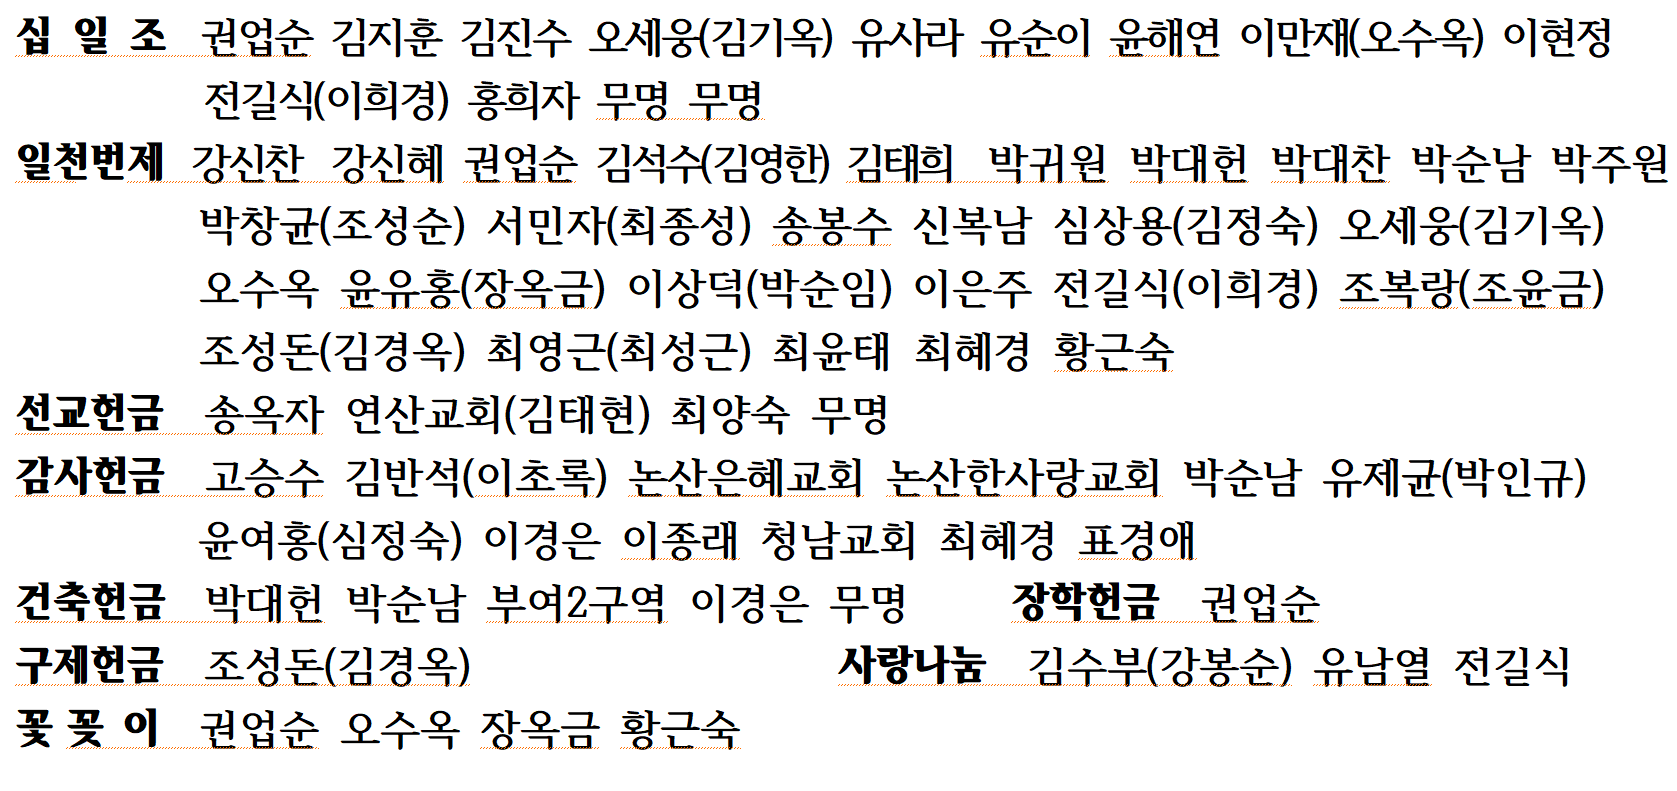 십 일 조 권업순 김지훈 김진수 오세웅(김기옥) 유사라 유순이 윤해연 이만재(오수옥) 이현정
전길식(이희경) 홍희자 무명 무명
일천번제 강신찬 강신혜 권업순 김석수(김영한) 김태희 박귀원 박대헌 박대찬 박순남 박주원
박창균(조성순) 서민자(최종성) 송봉수 신복남 심상용(김정숙) 오세웅(김기옥)
오수옥 윤유홍(장옥금) 이상덕(박순임) 이은주 전길식(이희경) 조복랑(조윤금)
조성돈(김경옥) 최영근(최성근) 최윤태 최혜경 황근숙
선교헌금 송옥자 연산교회(김태현) 최양숙 무명
감사헌금 고승수 김반석(이초록) 논산은혜교회 논산한사랑교회 박순남 유제균(박인규)
윤여홍(심정숙) 이경은 이종래 청남교회 최혜경 표경애
건축헌금 박대헌 박순남 부여2구역 이경은 무명 장학헌금 권업순
구제헌금 조성돈(김경옥) 사랑나눔 김수부(강봉순) 유남열 전길식
꽃 꽂 이 권업순 오수옥 장옥금 황근숙